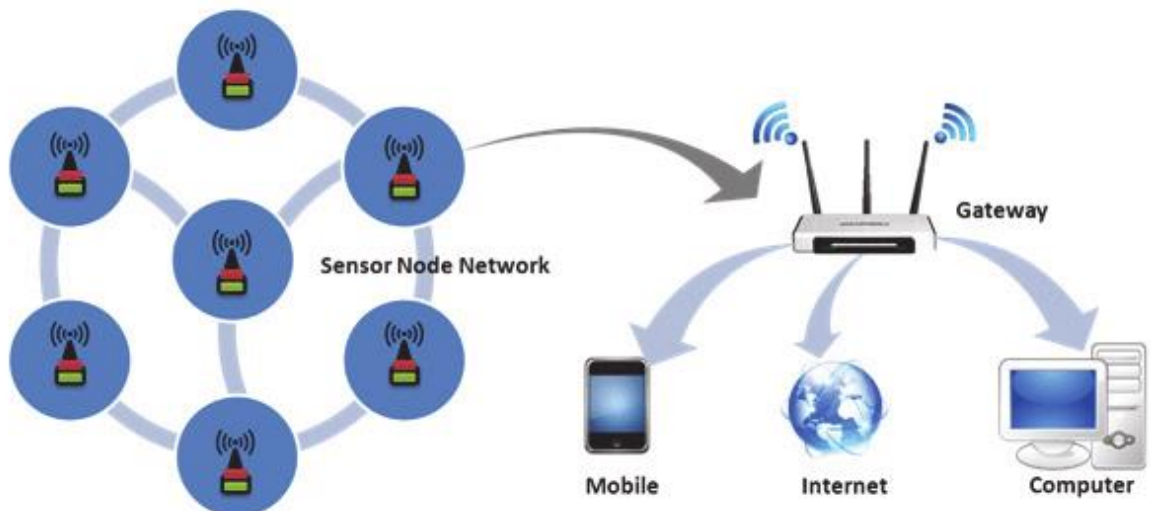 Gateway
Sensor Node Network
Mobile
Internet
Computer